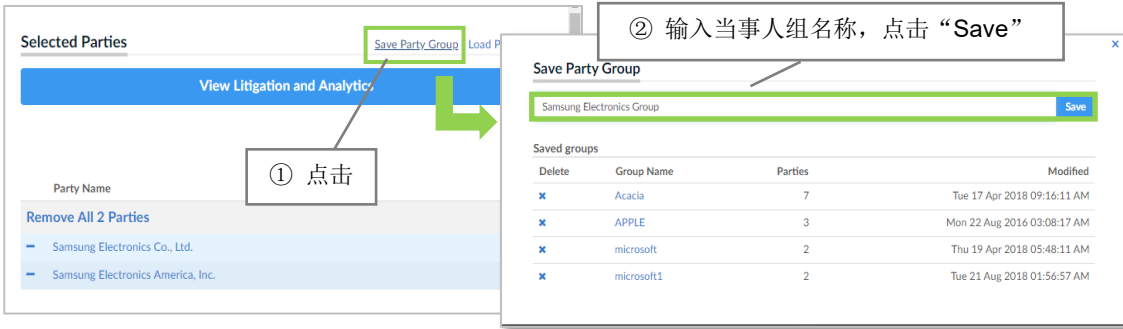 ② 输入当事人组名称，点击“Save”
Selected Parties
Save Party Group
Load P
View Litigation and Analytics
① 点击
Party Name
Remove All 2 Parties
Samsung Electronics Co., Ltd.
Samsung Electronics America, Inc.
×
Save Party Group
Samsung Electronics Group
Save
Saved groups
Delete Group Name Parties Modified
× Acacia 7 Tue 17 Apr 2018 09:16:11 AM
× APPLE 3 Mon 22 Aug 2016 03:08:17 AM
× microsoft 2 Thu 19 Apr 2018 05:48:11 AM
× microsoft1 2 Tue 21 Aug 2018 01:56:57 AM